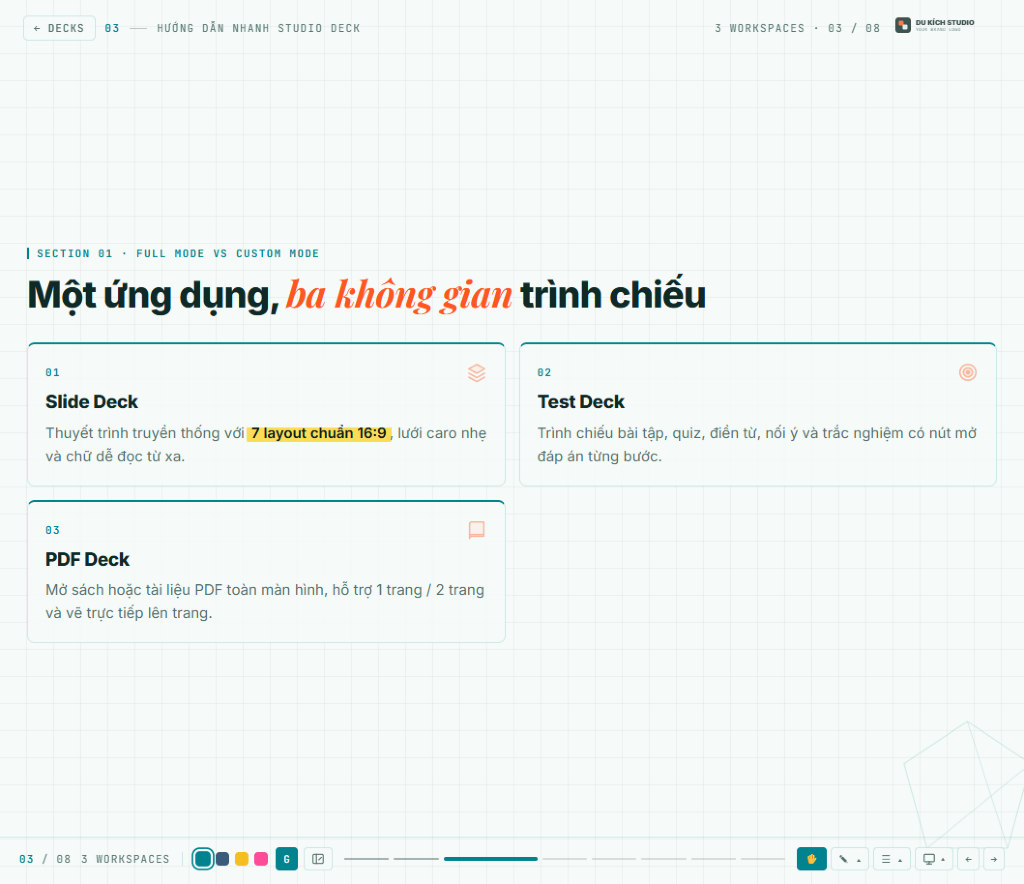 ← DECKS 03 — HƯỚNG DẪN NHANH STUDIO DECK
3 WORKSPACES · 03 / 08
DU KÍCH STUDIO
YOUR BRAND LOGO
SECTION 01 · FULL MODE VS CUSTOM MODE
Một ứng dụng, ba không gian trình chiếu
01
Slide Deck
Thuyết trình truyền thống với 7 layout chuẩn 16:9, lưới caro nhẹ
và chữ dễ đọc từ xa.
02
Test Deck
Trình chiếu bài tập, quiz, điền từ, nối ý và trắc nghiệm có nút mở
đáp án từng bước.
03
PDF Deck
Mở sách hoặc tài liệu PDF toàn màn hình, hỗ trợ 1 trang / 2 trang
và vẽ trực tiếp lên trang.
03 / 08 3 WORKSPACES
G
← →